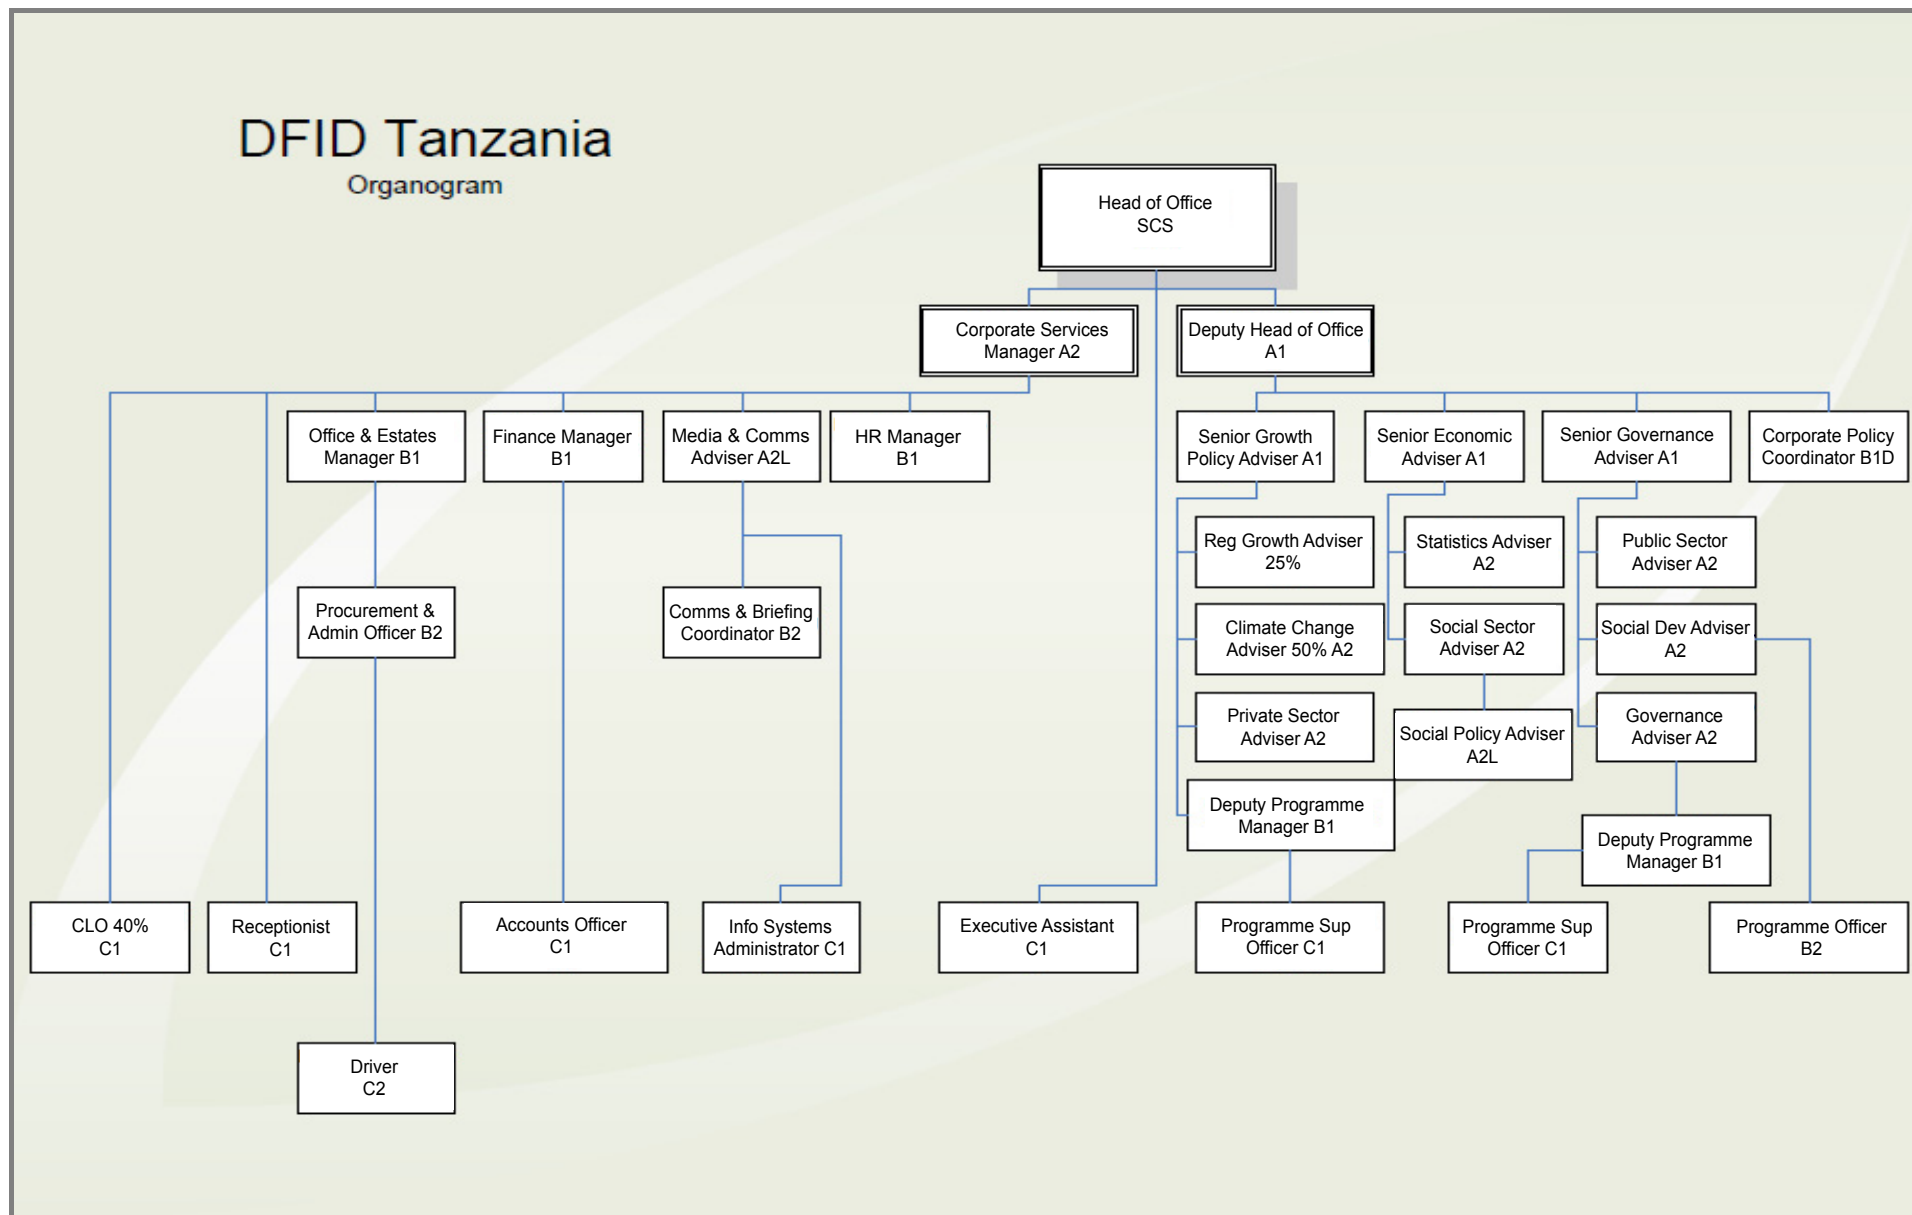 DFID Tanzania
Organogram
Head of Office
SCS
Corporate Services
Manager A2
Deputy Head of Office
A1
Office & Estates
Manager B1
Finance Manager
B1
Media & Comms
Adviser A2L
HR Manager
B1
Senior Growth
Policy Adviser A1
Senior Economic
Adviser A1
Senior Governance
Adviser A1
Corporate Policy
Coordinator B1D
Reg Growth Adviser
25%
Statistics Adviser
A2
Public Sector
Adviser A2
Procurement &
Admin Officer B2
Comms & Briefing
Coordinator B2
Climate Change
Adviser 50% A2
Social Sector
Adviser A2
Social Dev Adviser
A2
Private Sector
Adviser A2
Social Policy Adviser
A2L
Governance
Adviser A2
Deputy Programme
Manager B1
Deputy Programme
Manager B1
CLO 40%
C1
Receptionist
C1
Accounts Officer
C1
Info Systems
Administrator C1
Executive Assistant
C1
Programme Sup
Officer C1
Programme Sup
Officer C1
Programme Officer
B2
Driver
C2